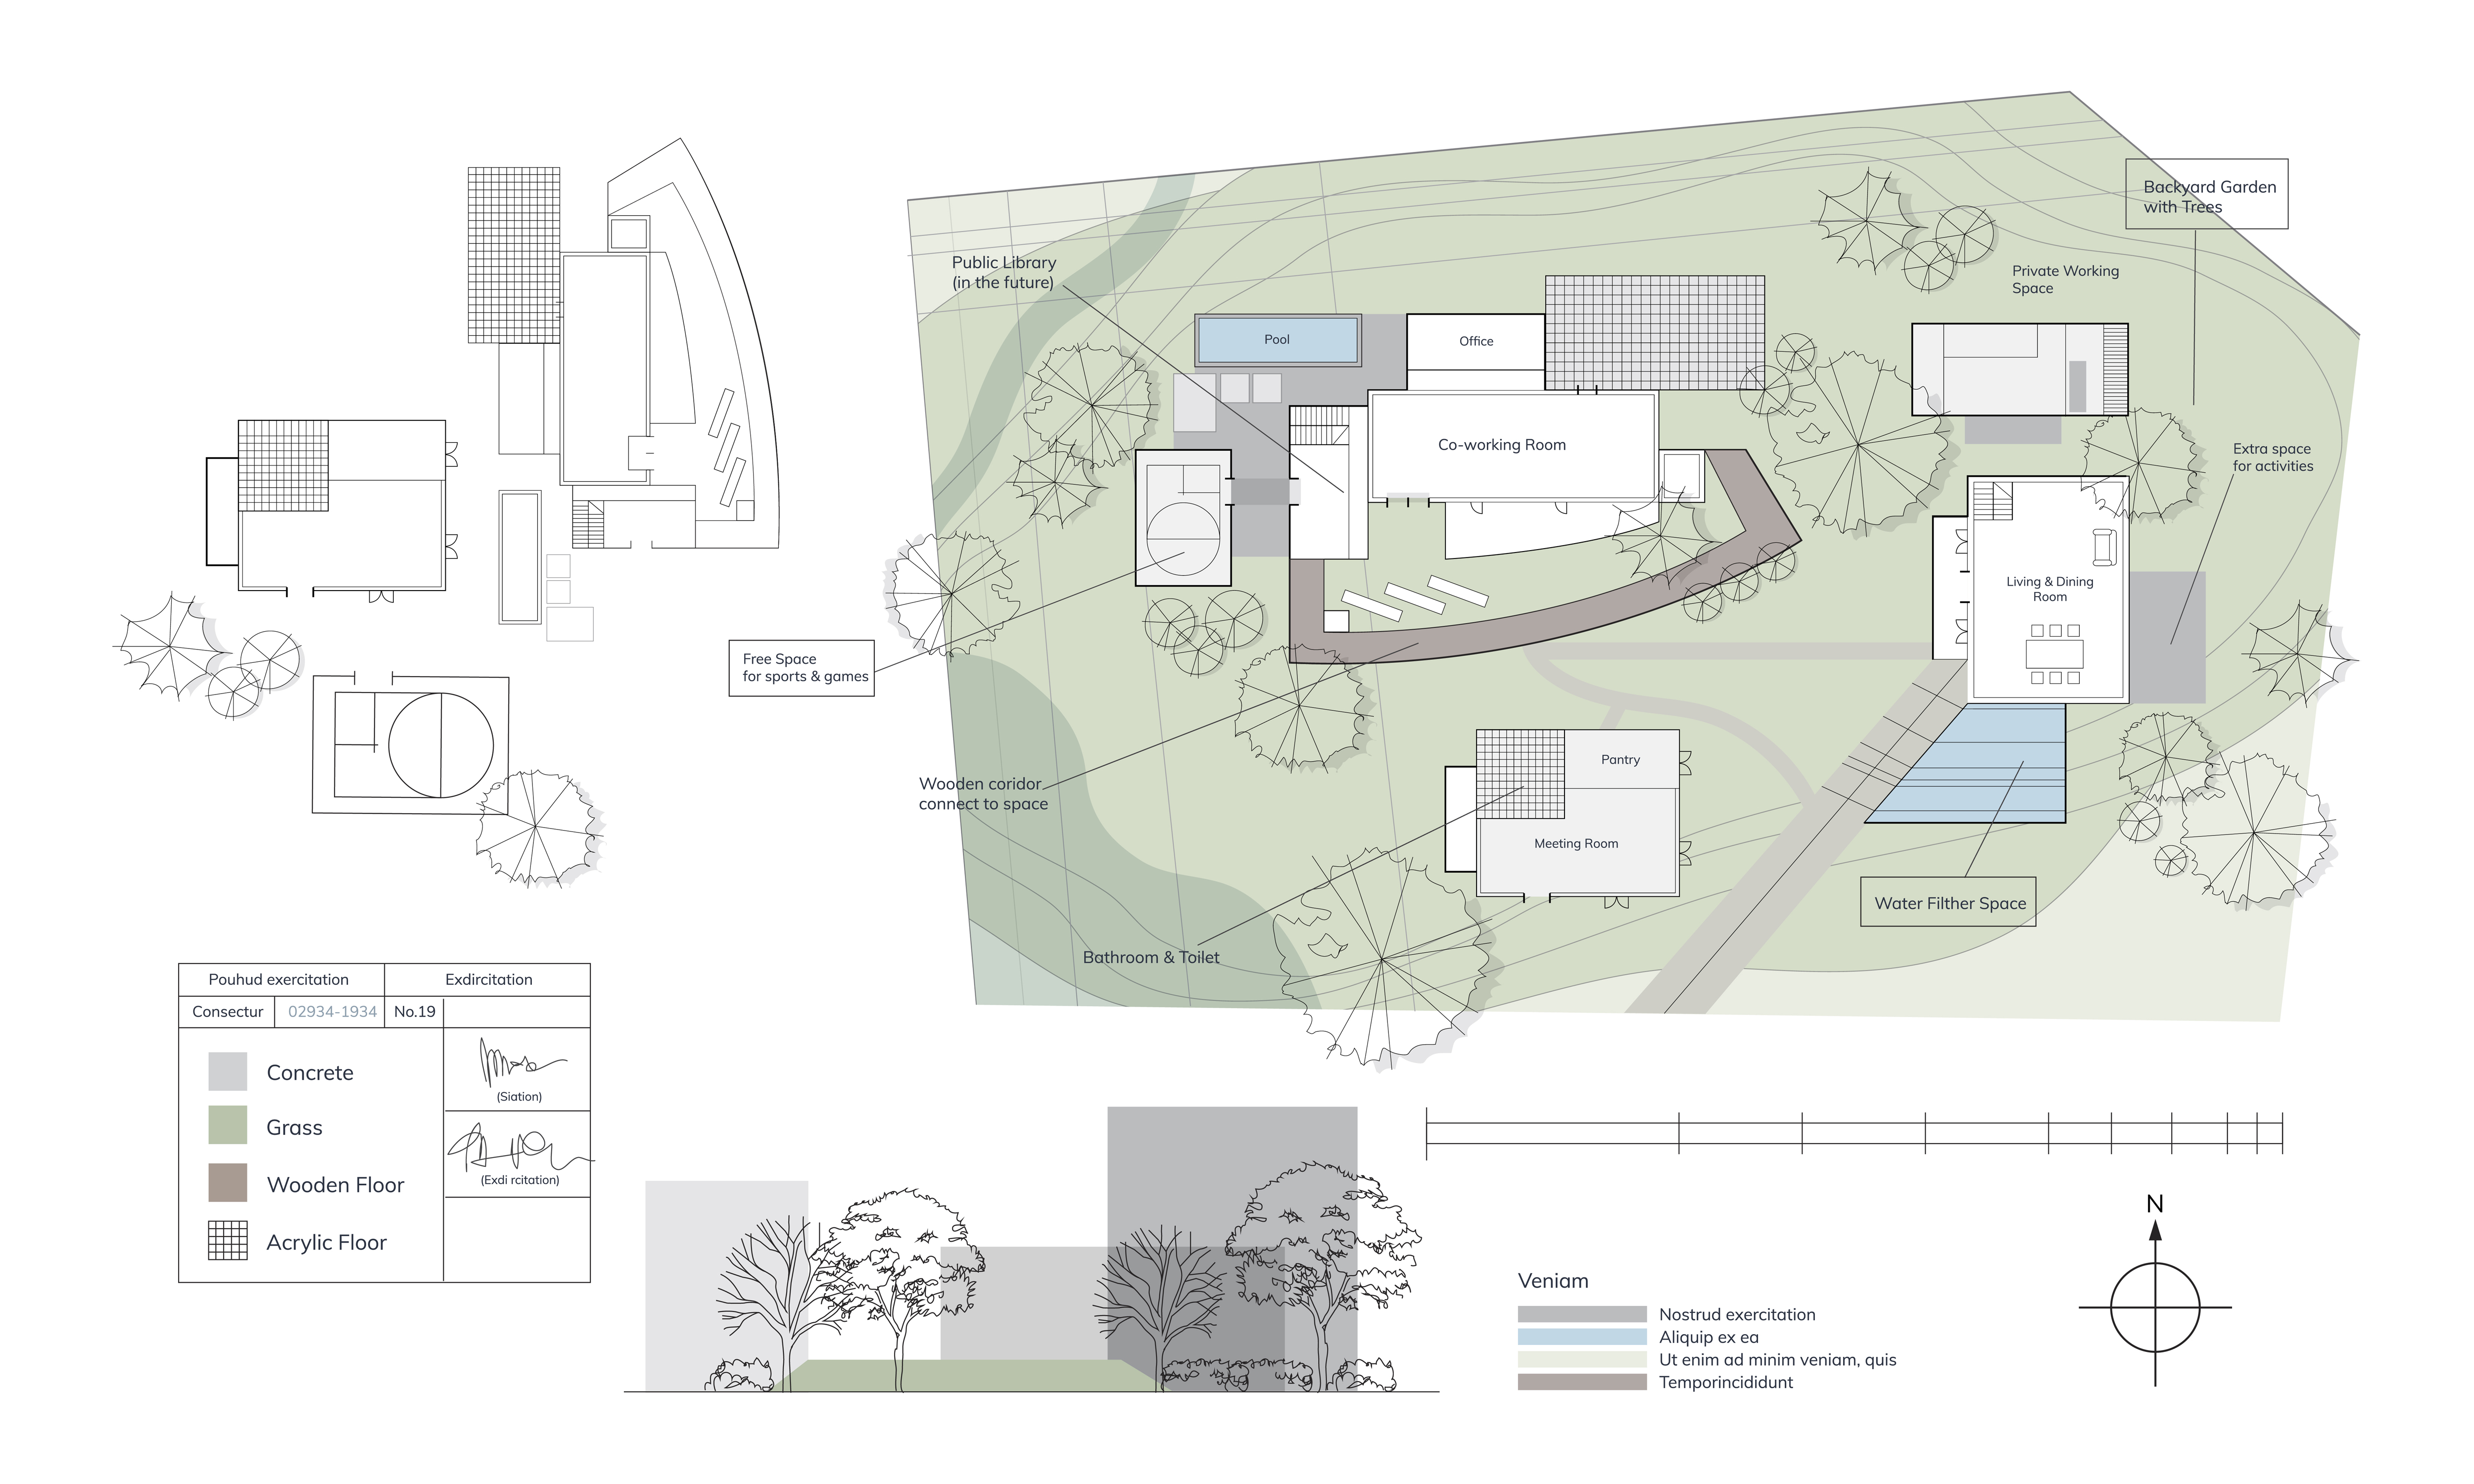 Backyard Garden
with Trees
Public Library
(in the future)
Private Working
Space
Pool
Office
Co-working Room
Extra space
for activities
Living & Dining
Room
Free Space
for sports & games
Wooden coridor
connect to space
Pantry
Meeting Room
Water Filther Space
Bathroom & Toilet
Pouhud exercitation
Exdircitation
Consectur
02934-1934
No.19
Concrete
Grass
Wooden Floor
Acrylic Floor
(Siation)
(Exdi rcitation)
N
Veniam
Nostrud exercitation
Aliquip ex ea
Ut enim ad minim veniam, quis
Temporincididunt